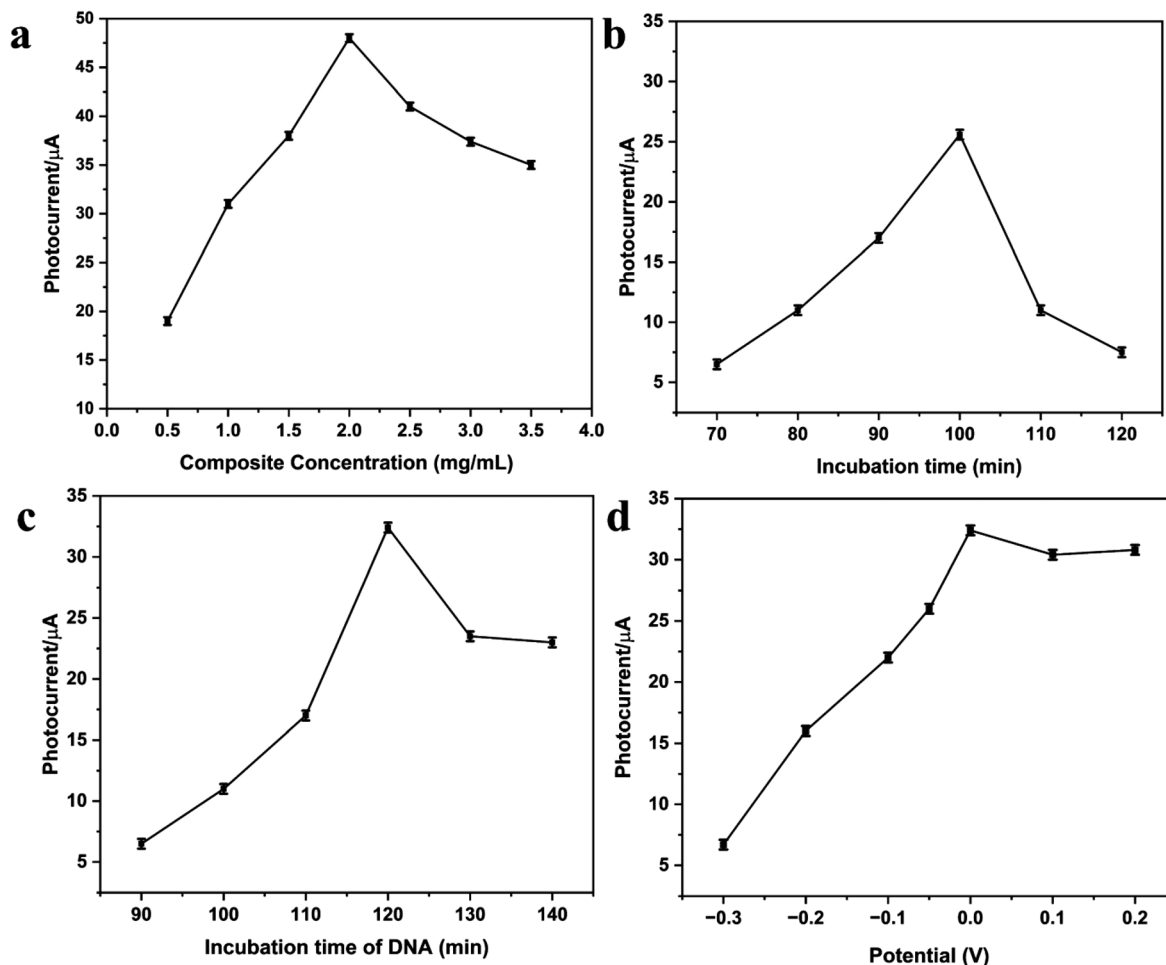 a
50
45
40
35
30
25
20
15
10
Photocurrent/μA
0.0 0.5 1.0 1.5 2.0 2.5 3.0 3.5 4.0
Composite Concentration (mg/mL)
b
35
30
25
20
15
10
5
Photocurrent/μA
70 80 90 100 110 120
Incubation time (min)
c
35
30
25
20
15
10
5
Photocurrent/μA
90 100 110 120 130 140
Incubation time of DNA (min)
d
35
30
25
20
15
10
5
Photocurrent/μA
−0.3 −0.2 −0.1 0.0 0.1 0.2
Potential (V)